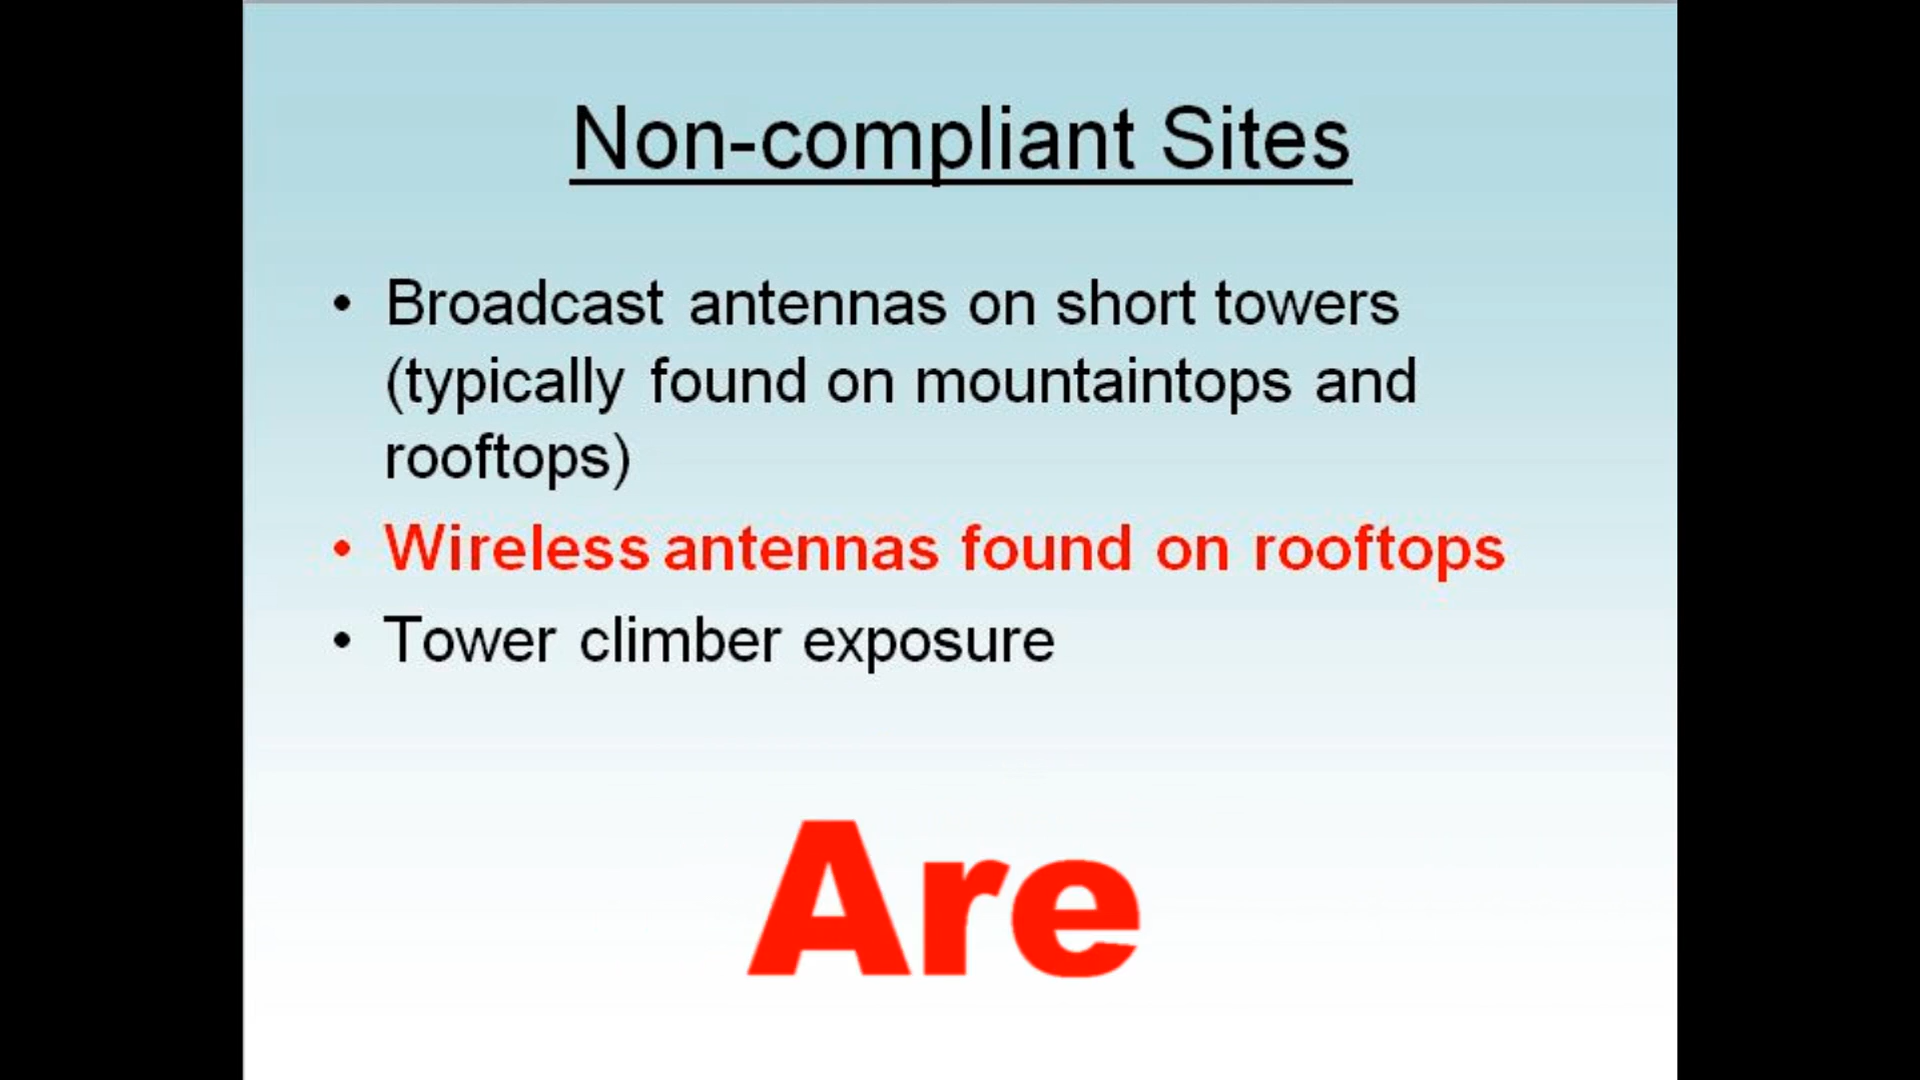 Non-compliant Sites
• Broadcast antennas on short towers
(typically found on mountaintops and
rooftops)
• Wireless antennas found on rooftops
• Tower climber exposure
Are